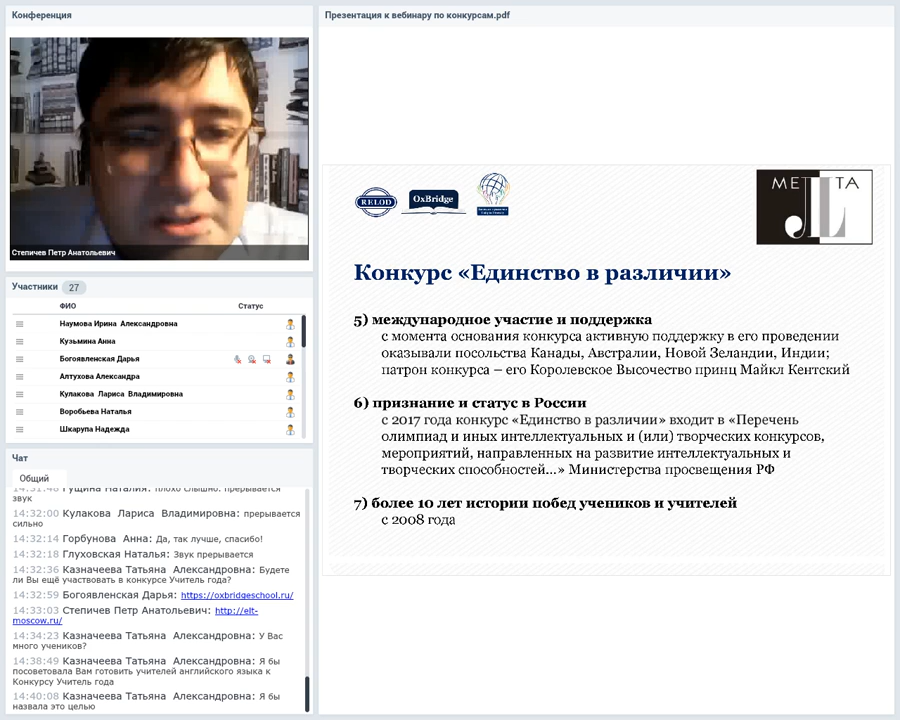 Конференция
Степичев Петр Анатольевич
Участники 27
ФИО Статус
Наумова Ирина Александровна
Кузьмина Анна
Богоявленская Дарья
Алтухова Александра
Кулакова Лариса Владимировна
Воробьева Наталья
Шкарупа Надежда
Чат
Общий
14:31:46 Гущина Наталия: плохо слышно. прерывается
звук
14:32:00 Кулакова Лариса Владимировна: прерывается
сильно
14:32:14 Горбунова Анна: Да, так лучше, спасибо!
14:32:18 Глуховская Наталья: Звук прерывается
14:32:36 Казначеева Татьяна Александровна: Будете
ли Вы ещё участвовать в конкурсе Учитель года?
14:32:59 Богоявленская Дарья: https://oxbridgeschool.ru/
14:33:03 Степичев Петр Анатольевич: http://elt-
moscow.ru/
14:34:23 Казначеева Татьяна Александровна: У Вас
много учеников?
14:38:49 Казначеева Татьяна Александровна: Я бы
посоветовала Вам готовить учителей английского языка к
Конкурсу Учитель года
14:40:08 Казначеева Татьяна Александровна: Я бы
назвала это целью
Презентация к вебинару по конкурсам.pdf
RELOD
OxBridge
МЕТТА
Конкурс «Единство в различии»
5) международное участие и поддержка
с момента основания конкурса активную поддержку в его проведении
оказывали посольства Канады, Австралии, Новой Зеландии, Индии;
патрон конкурса – его Королевское Высочество принц Майкл Кентский
6) признание и статус в России
с 2017 года конкурс «Единство в различии» входит в «Перечень
олимпиад и иных интеллектуальных и (или) творческих конкурсов,
мероприятий, направленных на развитие интеллектуальных и
творческих способностей...» Министерства просвещения РФ
7) более 10 лет истории побед учеников и учителей
с 2008 года